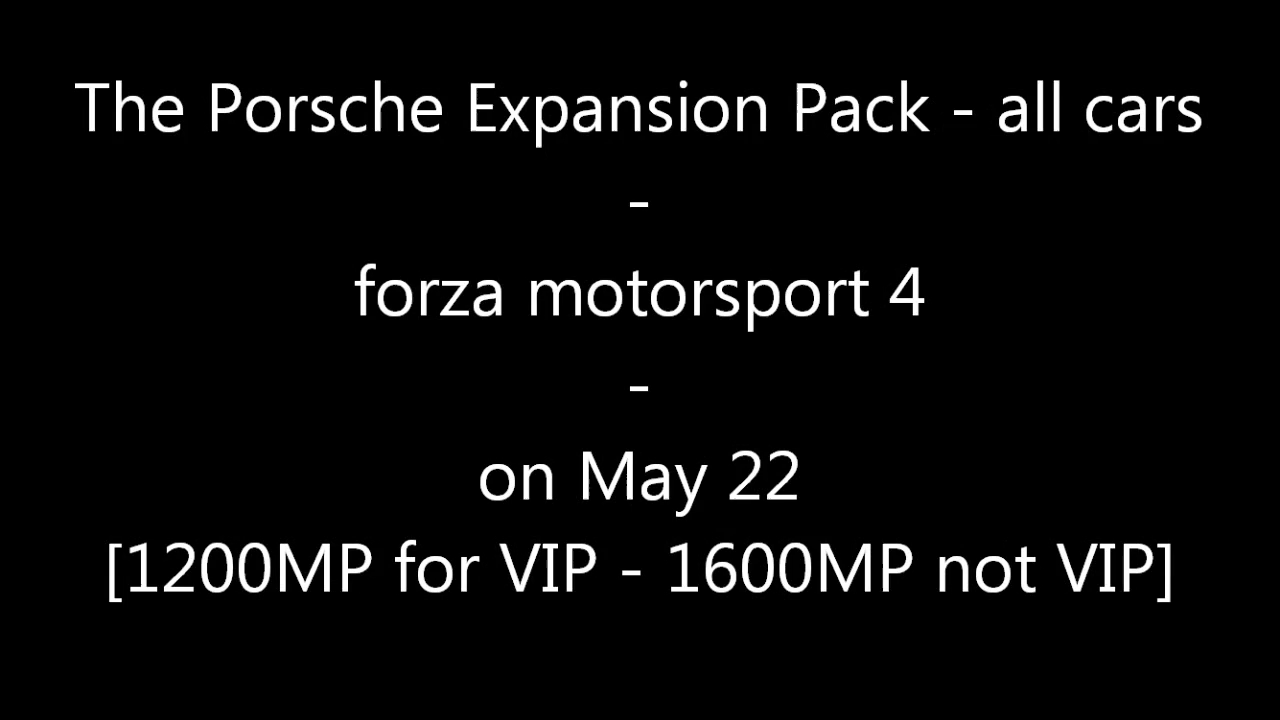 The Porsche Expansion Pack - all cars
-
forza motorsport 4
-
on May 22
[1200MP for VIP - 1600MP not VIP]